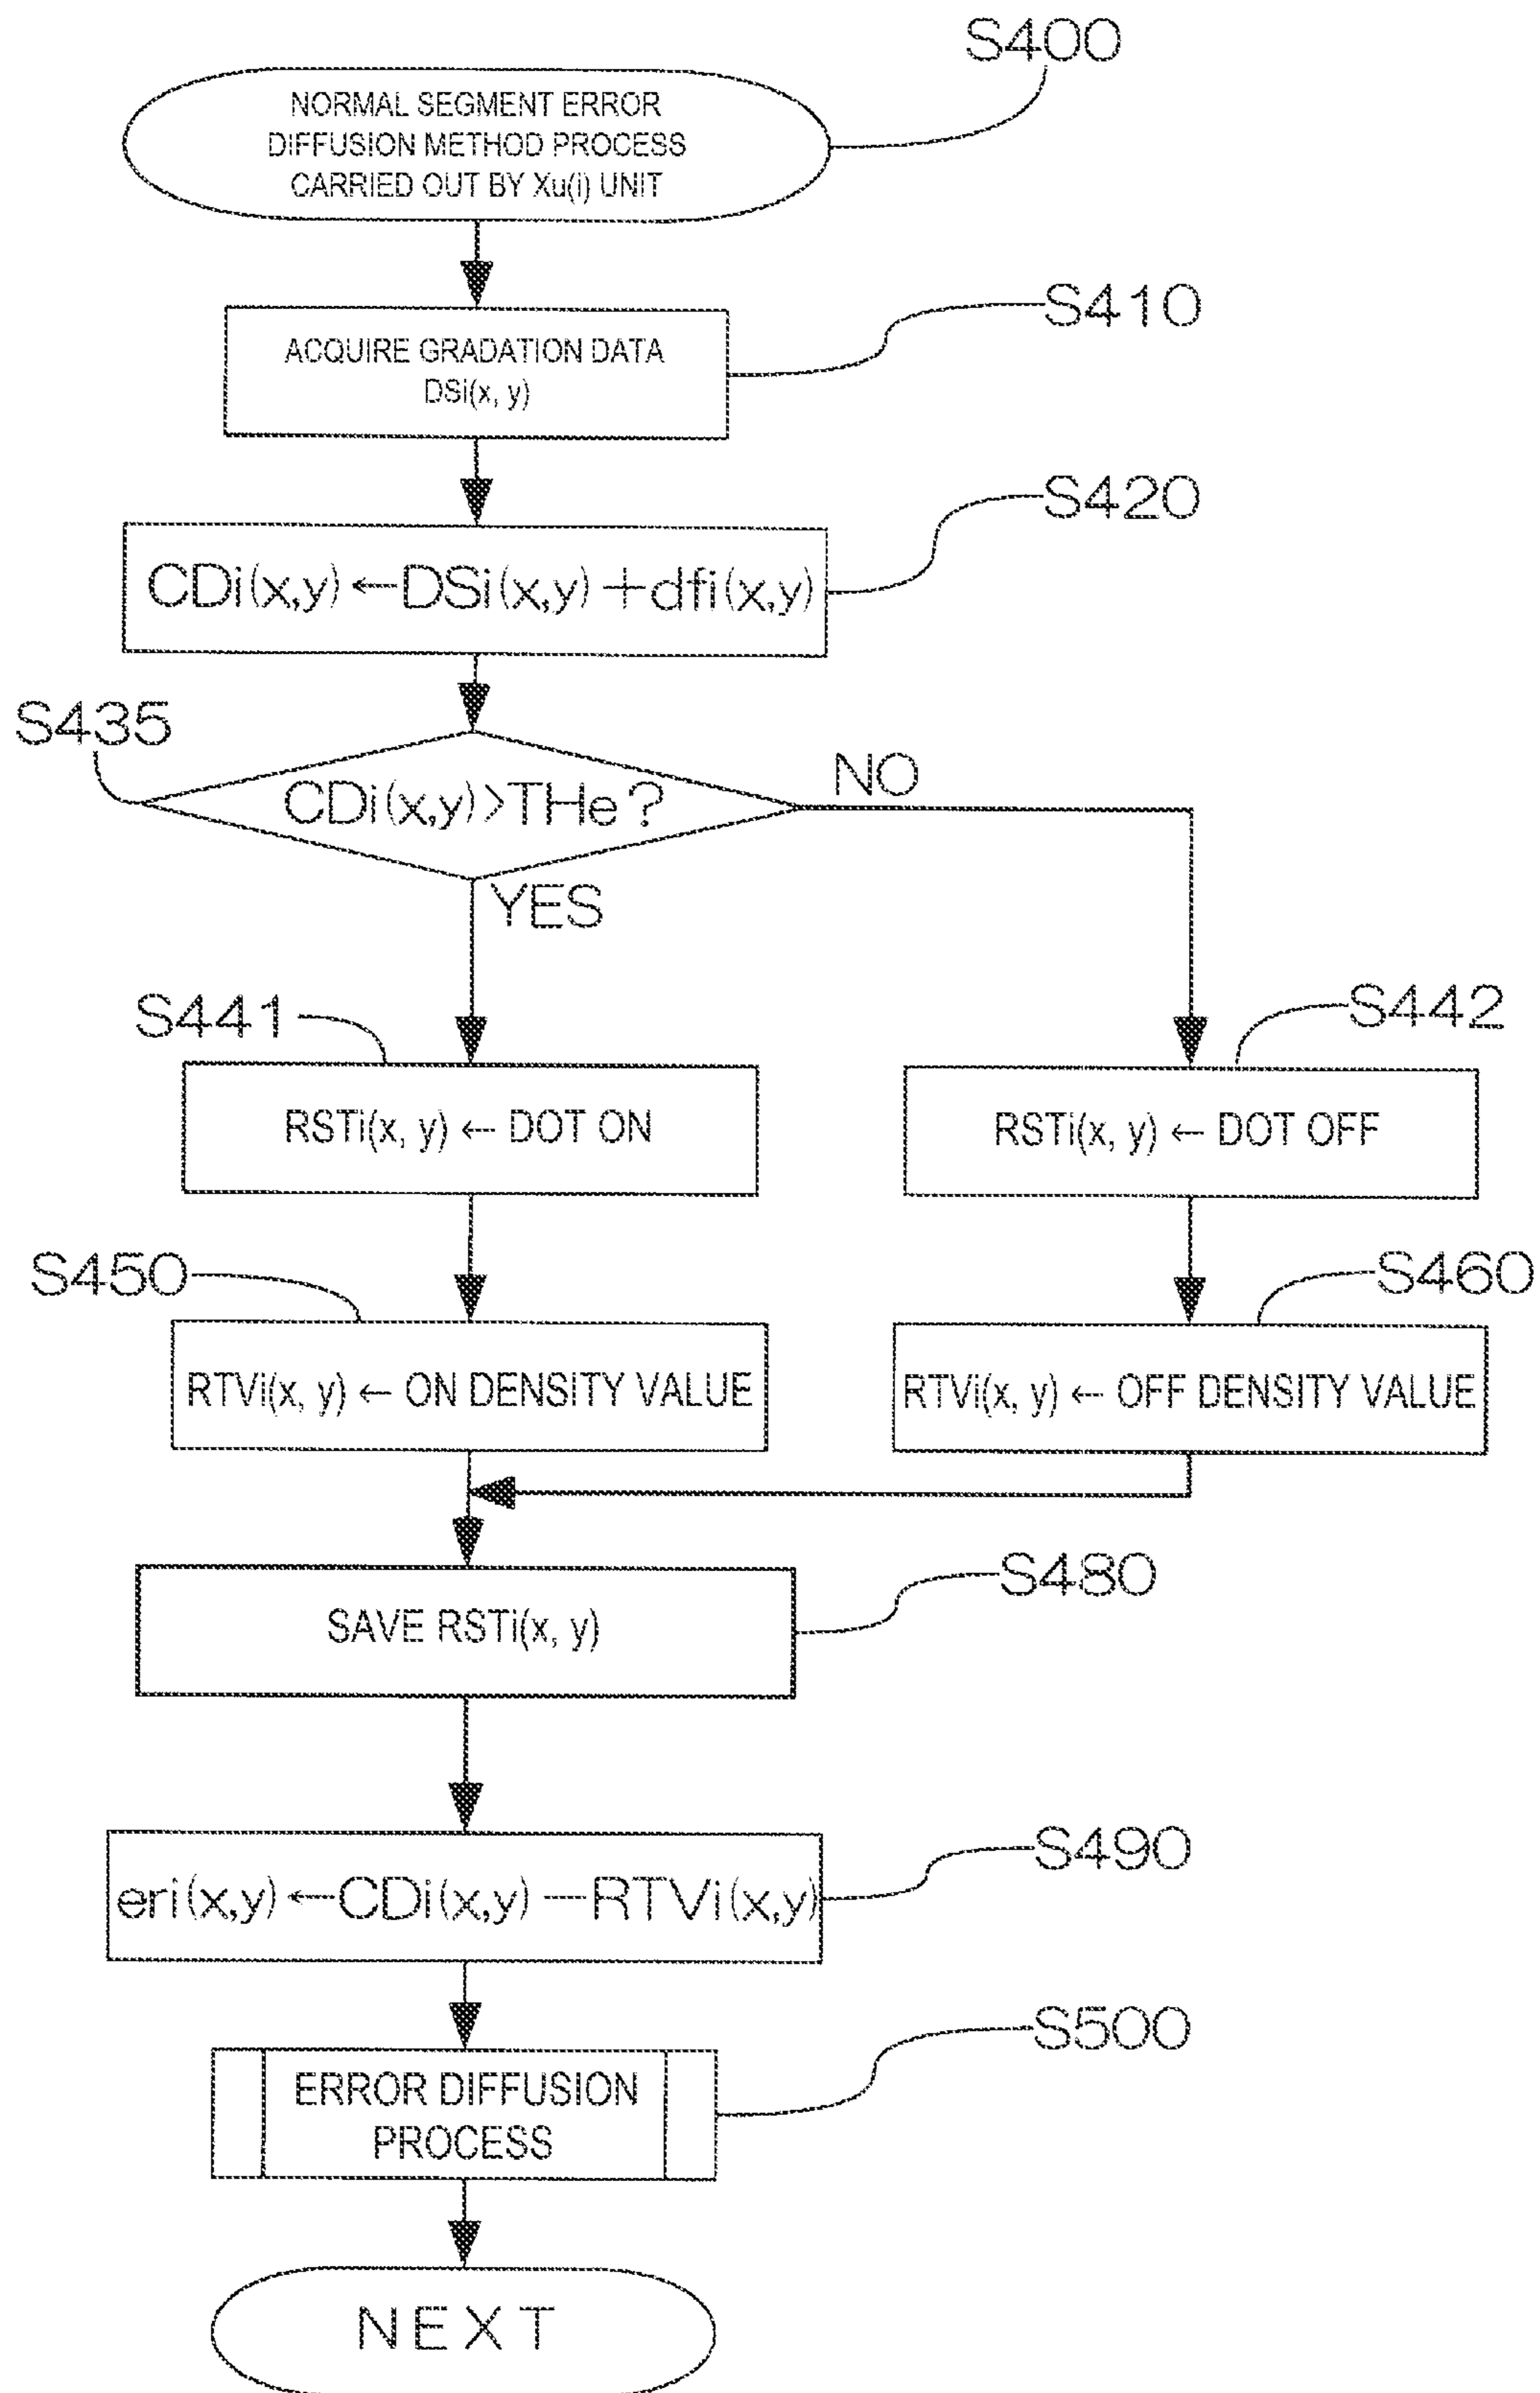 S400
NORMAL SEGMENT ERROR
DIFFUSION METHOD PROCESS
CARRIED OUT BY Xu(i) UNIT
S410
ACQUIRE GRADATION DATA
DSi(x, y)
S420
CDi(x,y)←DSi(x,y)+dfi(x,y)
S435
CDi(x,y)>THe?
NO
YES
S441
S442
RSTi(x, y) ← DOT ON
RSTi(x, y) ← DOT OFF
S450
S460
RTVi(x, y) ← ON DENSITY VALUE
RTVi(x, y) ← OFF DENSITY VALUE
S480
SAVE RSTi(x, y)
S490
eri(x,y)←CDi(x,y)−RTVi(x,y)
S500
ERROR DIFFUSION
PROCESS
NEXT